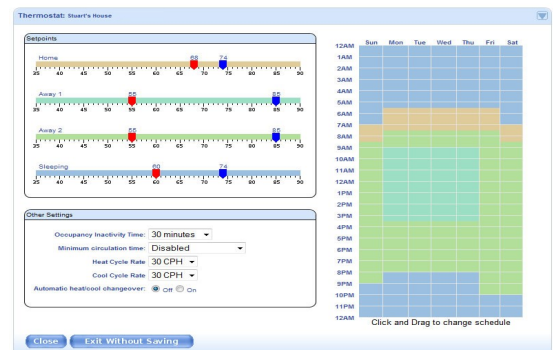 Thermostat: Stuart's House
Setpoints
Home 68 74
35 40 45 50 55 60 65 70 75 80 85 90
Away 1 55 85
35 40 45 50 55 60 65 70 75 80 85 90
Away 2 55 85
35 40 45 50 55 60 65 70 75 80 85 90
Sleeping 60 74
35 40 45 50 55 60 65 70 75 80 85 90
Other Settings
Occupancy Inactivity Time: 30 minutes
Minimum circulation time: Disabled
Heat Cycle Rate 30 CPH
Cool Cycle Rate 30 CPH
Automatic heat/cool changeover: Off On
Close Exit Without Saving
Sun Mon Tue Wed Thu Fri Sat
12AM
1AM
2AM
3AM
4AM
5AM
6AM
7AM
8AM
9AM
10AM
11AM
12AM
1PM
2PM
3PM
4PM
5PM
6PM
7PM
8PM
9PM
10PM
11PM
12AM
Click and Drag to change schedule